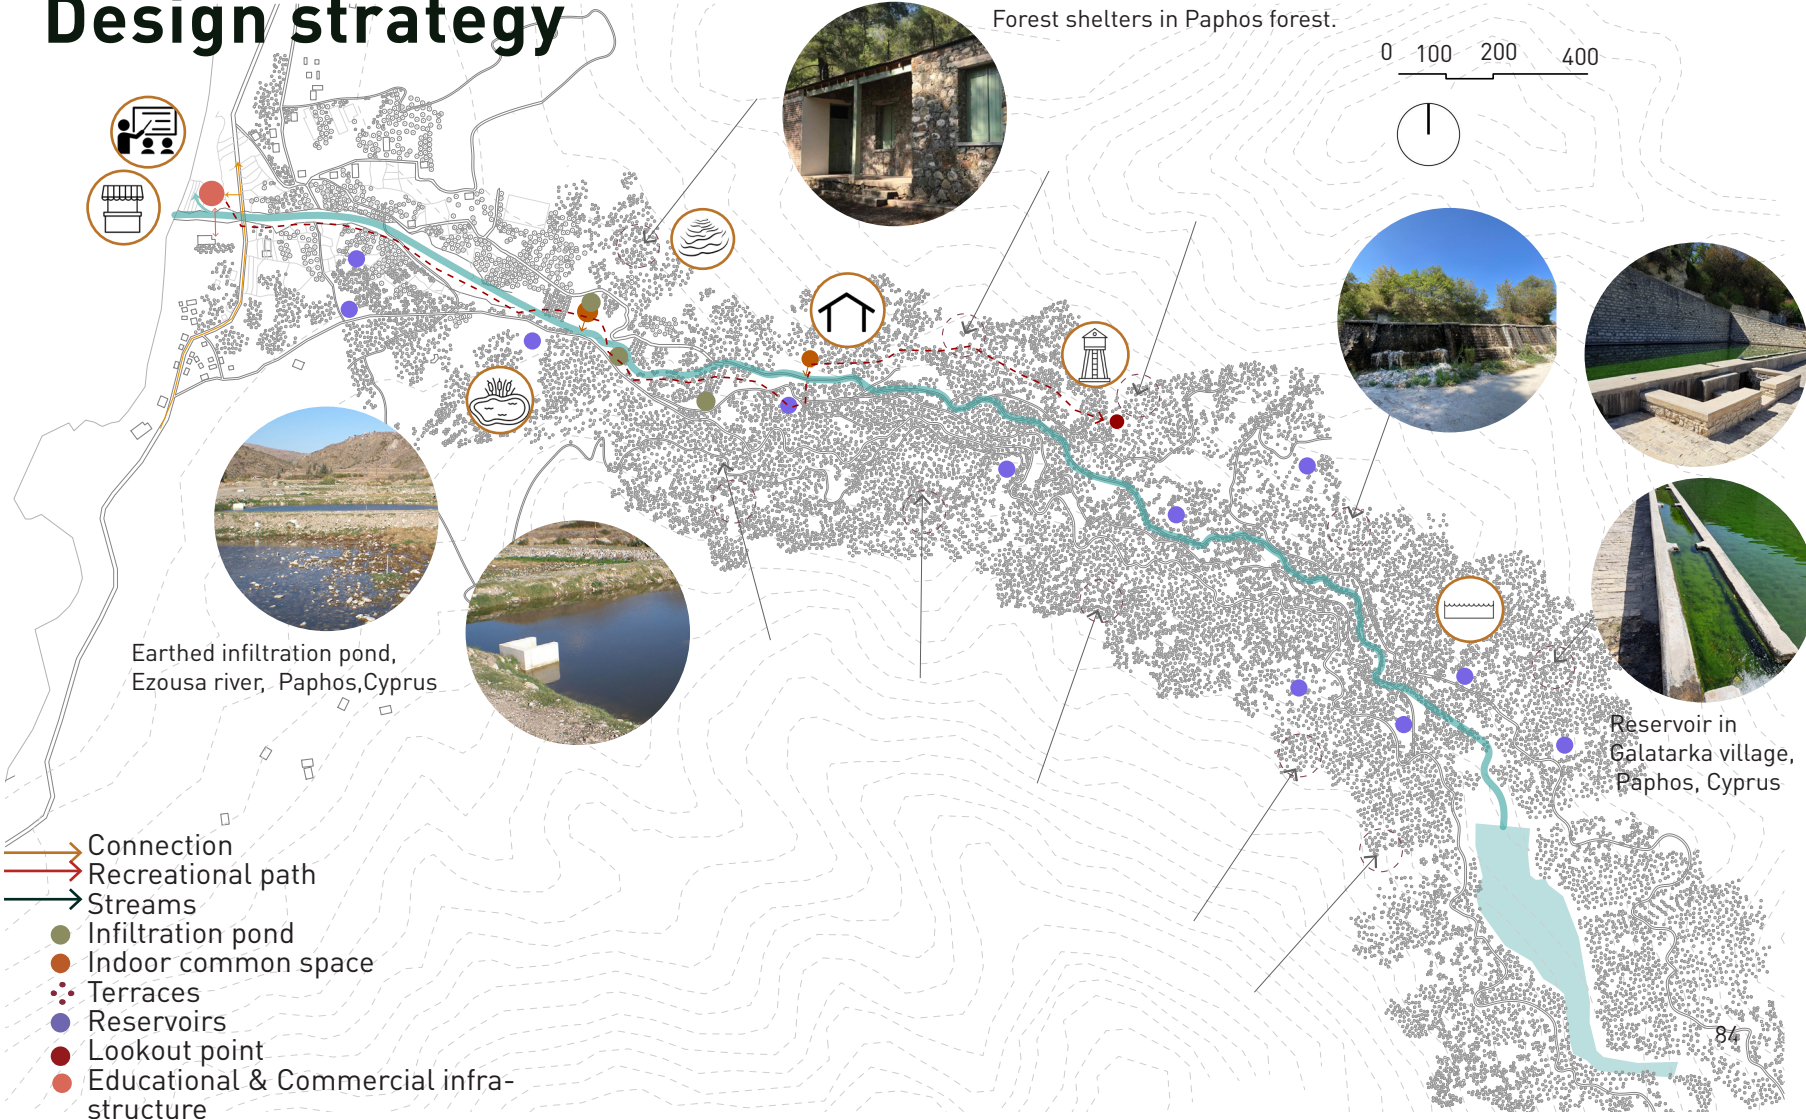 Design strategy
Forest shelters in Paphos forest.
0 100 200 400
Earthed infiltration pond,
Ezousa river, Paphos,Cyprus
Reservoir in
Galatarka village,
Paphos, Cyprus
Connection
Recreational path
Streams
Infiltration pond
Indoor common space
Terraces
Reservoirs
Lookout point
Educational & Commercial infra-
structure
84